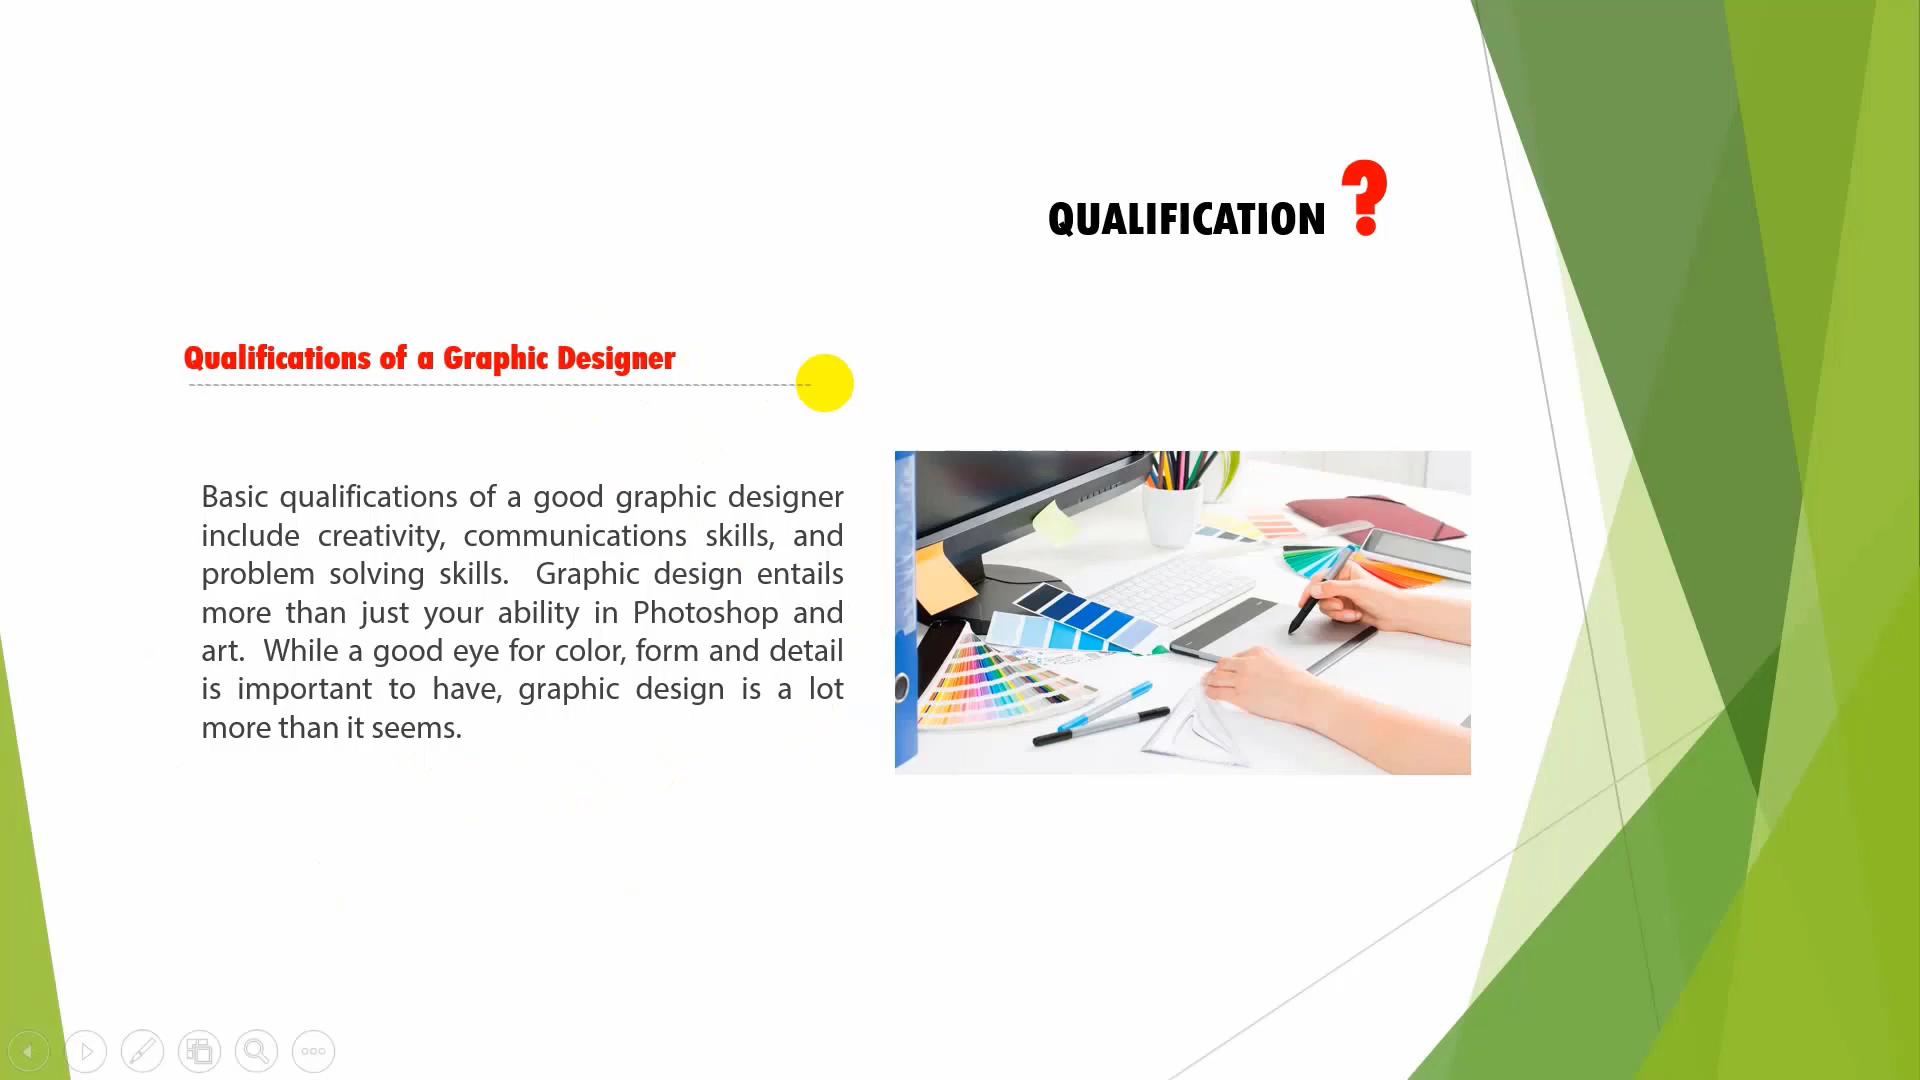 QUALIFICATION ?
Qualifications of a Graphic Designer
Basic qualifications of a good graphic designer
include creativity, communications skills, and
problem solving skills. Graphic design entails
more than just your ability in Photoshop and
art. While a good eye for color, form and detail
is important to have, graphic design is a lot
more than it seems.